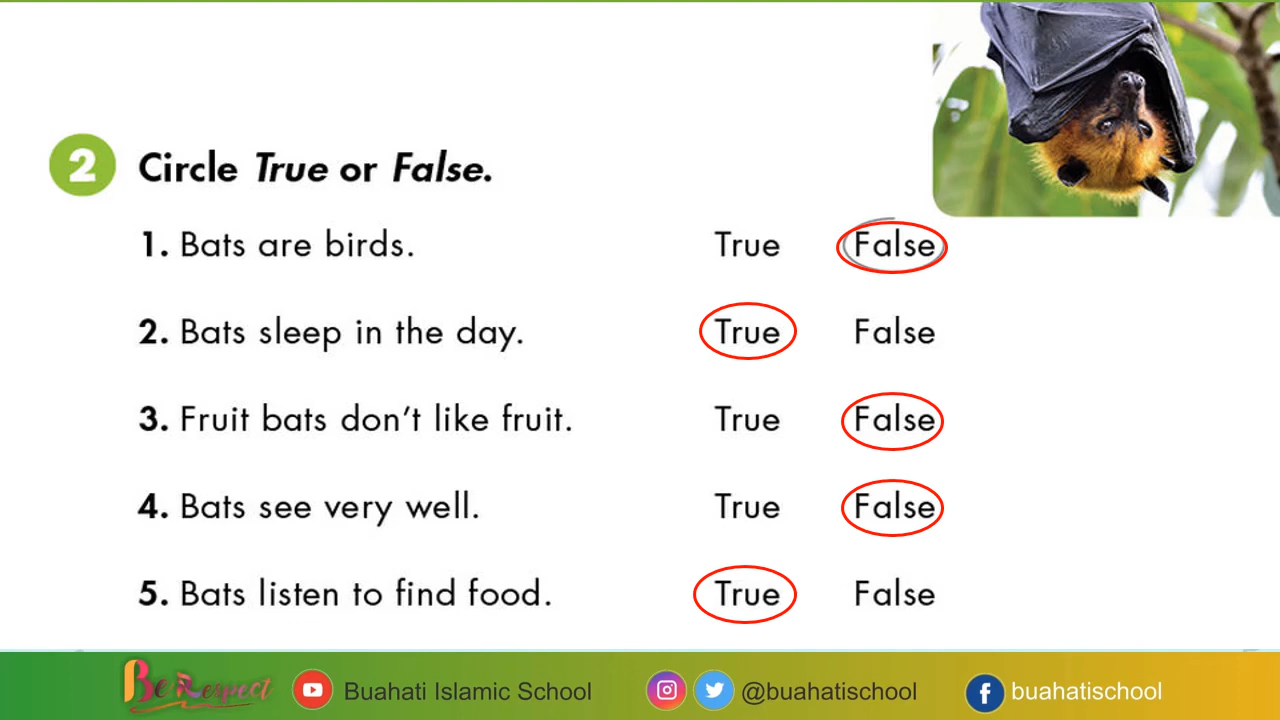 2 Circle True or False.
1. Bats are birds. True False
2. Bats sleep in the day. True False
3. Fruit bats don't like fruit. True False
4. Bats see very well. True False
5. Bats listen to find food. True False
Be Respect Buahati Islamic School @buahatischool buahatischool